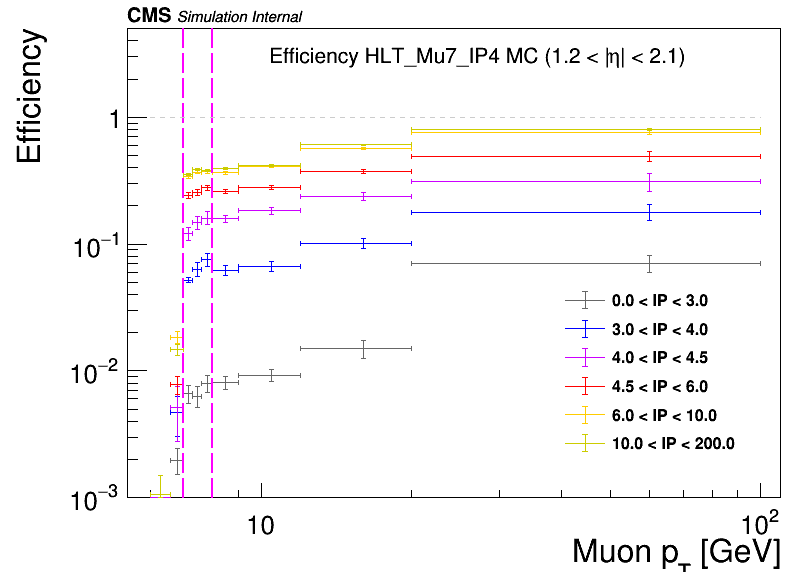 CMS Simulation Internal
Efficiency HLT_Mu7_IP4 MC (1.2 < |η| < 2.1)
Efficiency
1
10⁻¹
10⁻²
10⁻³
0.0 < IP < 3.0
3.0 < IP < 4.0
4.0 < IP < 4.5
4.5 < IP < 6.0
6.0 < IP < 10.0
10.0 < IP < 200.0
10
10²
Muon p_T [GeV]